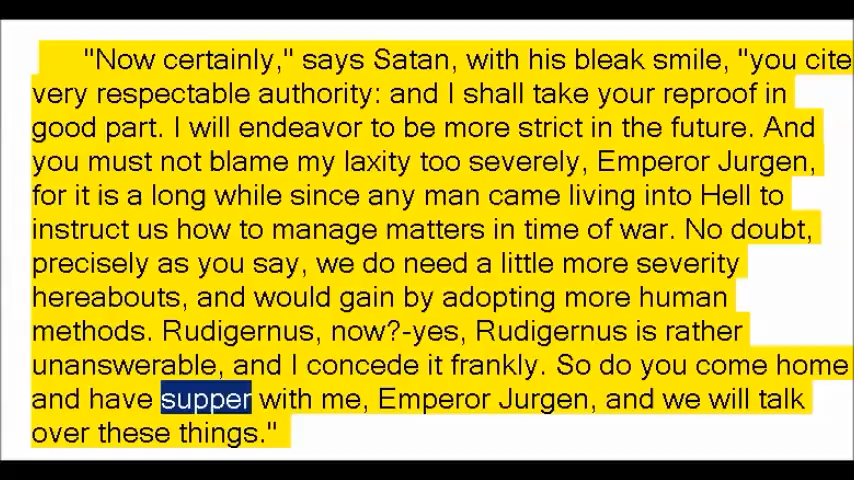 "Now certainly," says Satan, with his bleak smile, "you cite
very respectable authority: and I shall take your reproof in
good part. I will endeavor to be more strict in the future. And
you must not blame my laxity too severely, Emperor Jurgen,
for it is a long while since any man came living into Hell to
instruct us how to manage matters in time of war. No doubt,
precisely as you say, we do need a little more severity
hereabouts, and would gain by adopting more human
methods. Rudigernus, now?-yes, Rudigernus is rather
unanswerable, and I concede it frankly. So do you come home
and have supper with me, Emperor Jurgen, and we will talk
over these things."